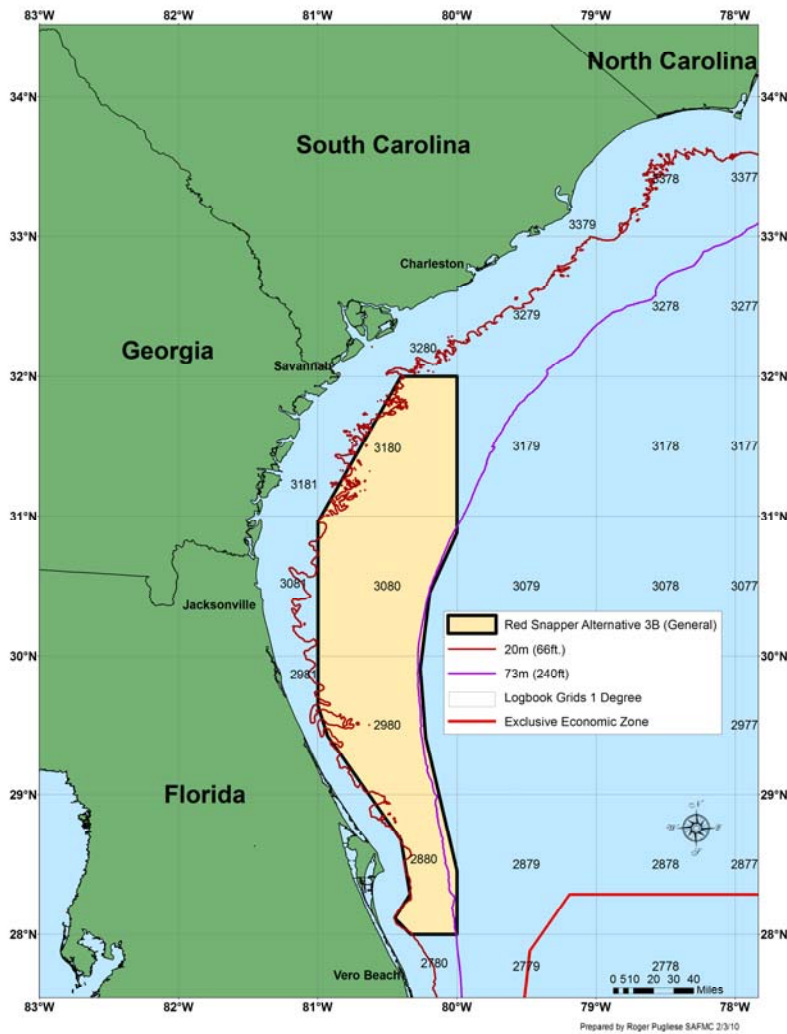 83°W 82°W 81°W 80°W 79°W 78°W
North Carolina
34°N 34°N
South Carolina
3378 3377
3379
33°N 33°N
Charleston
3279 3278 3277
Georgia
3280
Savannah
32°N 32°N
3180 3179 3178 3177
3181
31°N 31°N
3081 3080 3079 3078 3077
Jacksonville
Red Snapper Alternative 3B (General)
20m (66ft.)
73m (240ft)
Logbook Grids 1 Degree
Exclusive Economic Zone
30°N 30°N
2981
2980 2977
29°N 29°N
Florida
2880 2879 2878 2877
28°N 28°N
Vero Beach
2780 2779 2778
0 5 10 20 30 40
Miles
83°W 82°W 81°W 80°W 79°W 78°W
Prepared by Roger Pugliese SAFMC 2/3/10